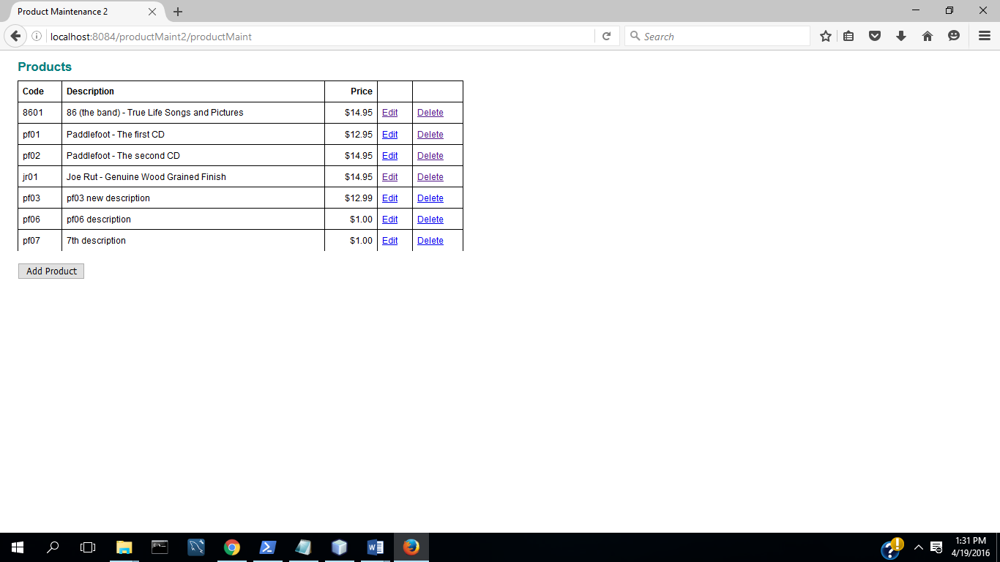 Product Maintenance 2
localhost:8084/productMaint2/productMaint
Search
Products
Code Description Price
8601 86 (the band) - True Life Songs and Pictures $14.95 Edit Delete
pf01 Paddlefoot - The first CD $12.95 Edit Delete
pf02 Paddlefoot - The second CD $14.95 Edit Delete
jr01 Joe Rut - Genuine Wood Grained Finish $14.95 Edit Delete
pf03 pf03 new description $12.99 Edit Delete
pf06 pf06 description $1.00 Edit Delete
pf07 7th description $1.00 Edit Delete
Add Product
1:31 PM
4/19/2016